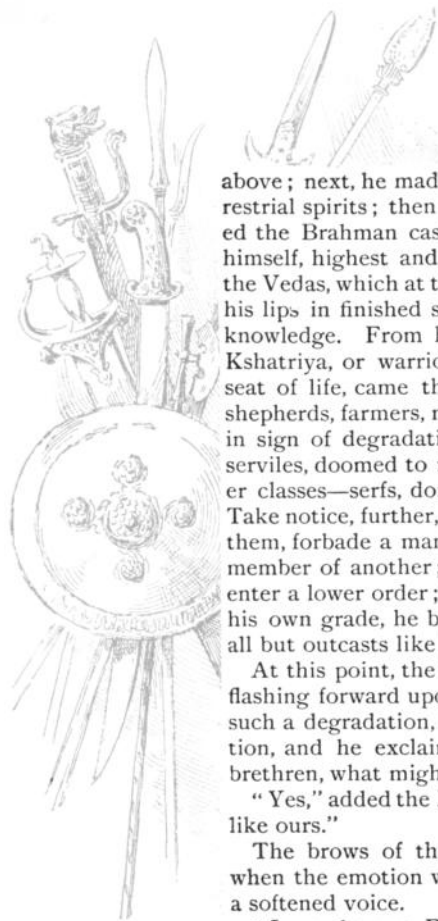 above; next, he mad
restrial spirits; then
ed the Brahman cas
himself, highest and
the Vedas, which at t
his lips in finished s
knowledge. From h
Kshatriya, or warrio
seat of life, came th
shepherds, farmers, r
in sign of degradati
serviles, doomed to
er classes—serfs, do
Take notice, further,
them, forbade a mar
member of another
enter a lower order;
his own grade, he b
all but outcasts like
At this point, the
flashing forward upo
such a degradation,
tion, and he exclain
brethren, what migh
"Yes," added the
like ours."
The brows of th
when the emotion w
a softened voice.